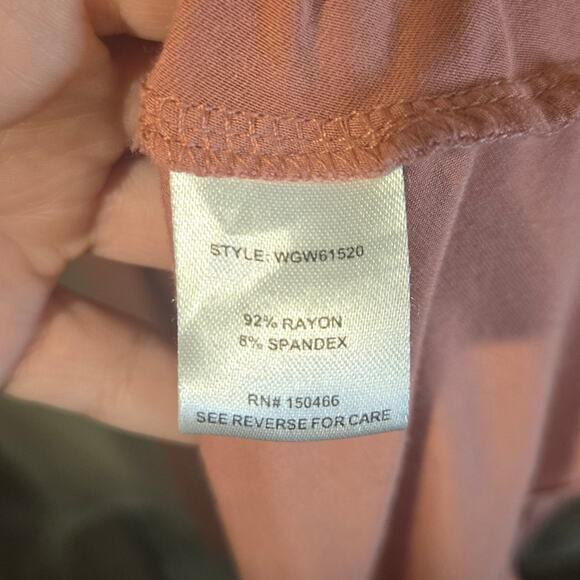 STYLE: WGW61520
92% RAYON
8% SPANDEX
RN# 150466
SEE REVERSE FOR CARE